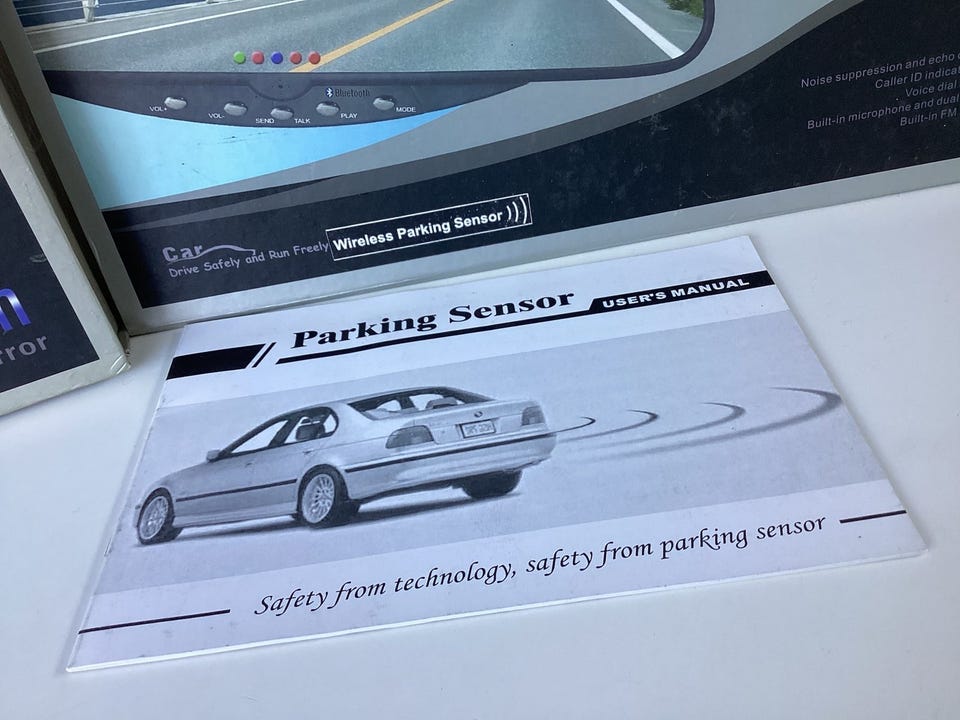 Bluetooth
VOL+
VOL-
SEND
TALK
PLAY
MODE
Noise suppression and echo
Caller ID
Voice dial
Built-in microphone and dual
Built-in FM
Car
Drive Safely and Run Freely
Wireless Parking Sensor
rror
Parking Sensor
USER'S MANUAL
Safety from technology, safety from parking sensor